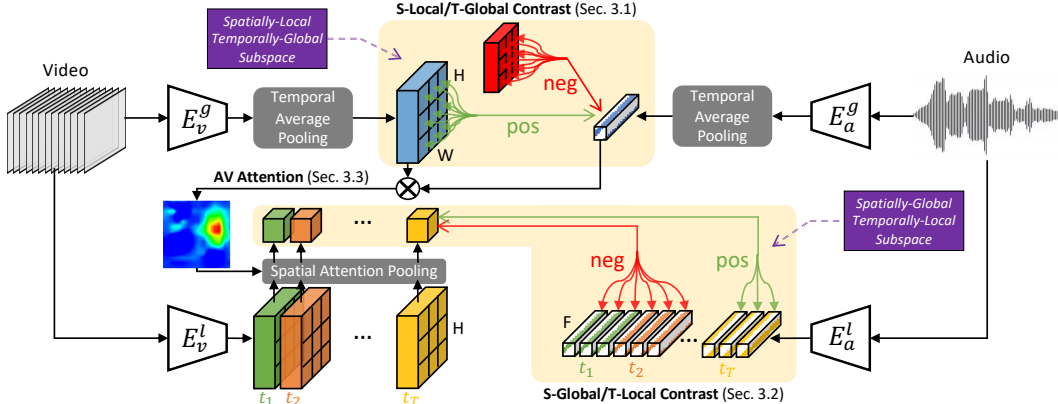 S-Local/T-Global Contrast (Sec. 3.1)
Spatially-Local
Temporally-Global
Subspace
Video
Audio
H
neg
E_v^g
Temporal
Average
Pooling
pos
Temporal
Average
Pooling
E_a^g
W
AV Attention (Sec. 3.3)
...
Spatially-Global
Temporally-Local
Subspace
Spatial Attention Pooling
neg
pos
E_v^l
...
H
F
...
E_a^l
t_1
t_2
t_T
t_1
t_2
t_T
S-Global/T-Local Contrast (Sec. 3.2)